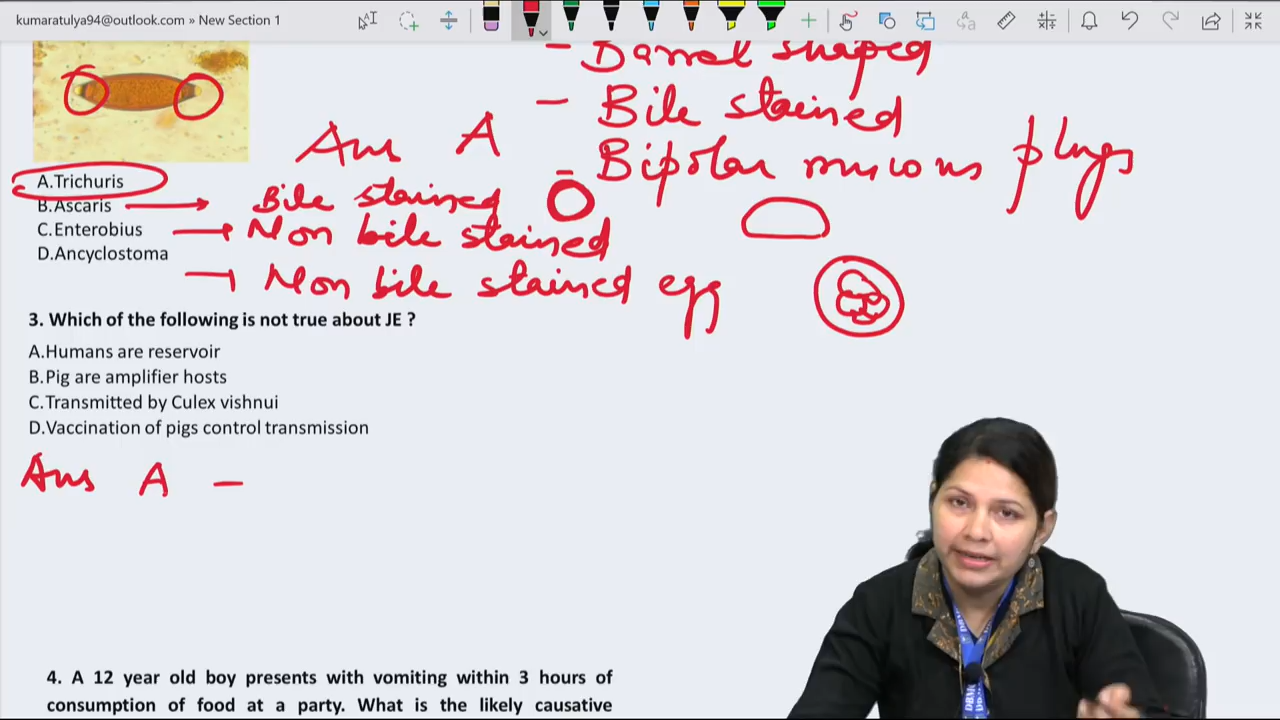 kumaratulya94@outlook.com » New Section 1
- Barrel shaped
- Bile stained
- Bipolar mucous plugs
Ans A
A.Trichuris
B.Ascaris → Bile stained
C.Enterobius → Non bile stained
D.Ancyclostoma → Non bile stained egg
3. Which of the following is not true about JE ?
A.Humans are reservoir
B.Pig are amplifier hosts
C.Transmitted by Culex vishnui
D.Vaccination of pigs control transmission
Ans A -
4. A 12 year old boy presents with vomiting within 3 hours of
consumption of food at a party. What is the likely causative